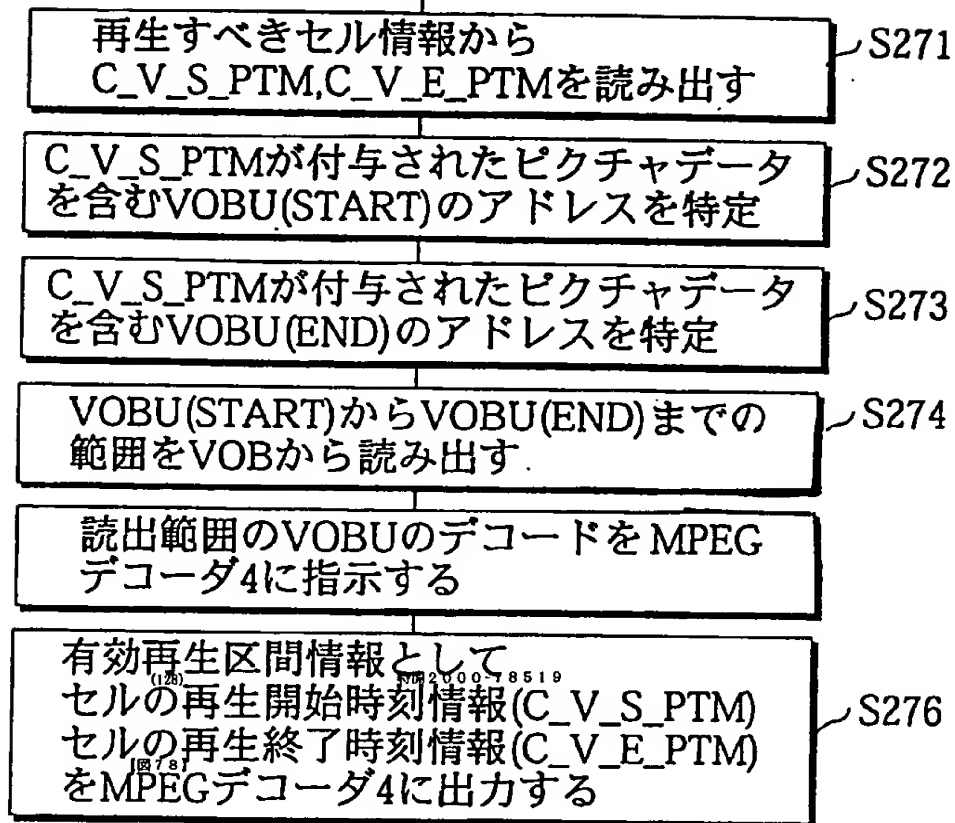 再生すべきセル情報から
C_V_S_PTM,C_V_E_PTMを読み出す
S271
C_V_S_PTMが付与されたピクチャデータ
を含むVOBU(START)のアドレスを特定
S272
C_V_S_PTMが付与されたピクチャデータ
を含むVOBU(END)のアドレスを特定
S273
VOBU(START)からVOBU(END)までの
範囲をVOBから読み出す
S274
読出範囲のVOBUのデコードをMPEG
デコーダ4に指示する
有効再生区間情報として
(128)
2000-78519
セルの再生開始時刻情報(C_V_S_PTM)
セルの再生終了時刻情報(C_V_E_PTM)
【図78】
をMPEGデコーダ4に出力する
S276